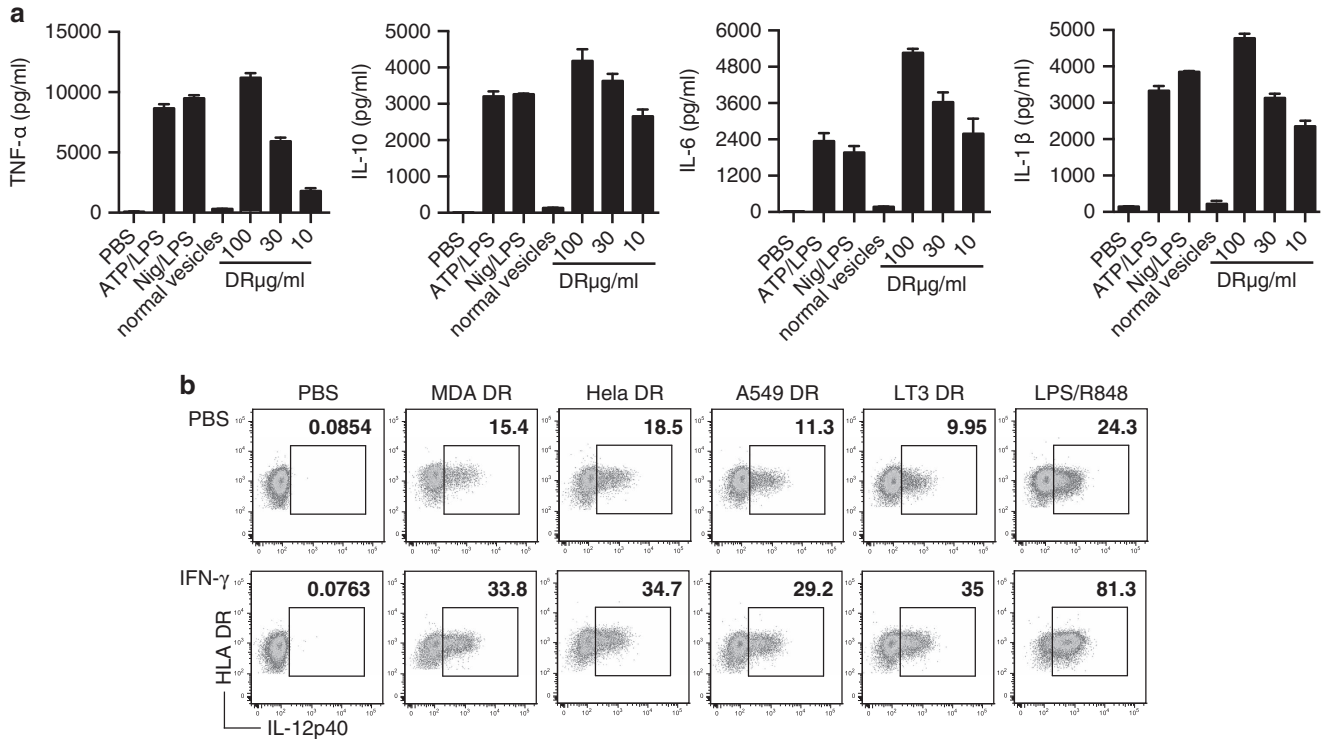 a
TNF-α (pg/ml)
15000
10000
5000
0
PBS
ATP/LPS
Nig/LPS
normal vesicles
100
30
10
DRμg/ml
IL-10 (pg/ml)
5000
4000
3000
2000
1000
0
PBS
ATP/LPS
Nig/LPS
normal vesicles
100
30
10
DRμg/ml
IL-6 (pg/ml)
6000
4800
3600
2400
1200
0
PBS
ATP/LPS
Nig/LPS
normal vesicles
100
30
10
DRμg/ml
IL-1 β (pg/ml)
5000
4000
3000
2000
1000
0
PBS
ATP/LPS
Nig/LPS
normal vesicles
100
30
10
DRμg/ml
b
PBS MDA DR Hela DR A549 DR LT3 DR LPS/R848
PBS
0.0854 15.4 18.5 11.3 9.95 24.3
IFN-γ
0.0763 33.8 34.7 29.2 35 81.3
HLA DR
IL-12p40